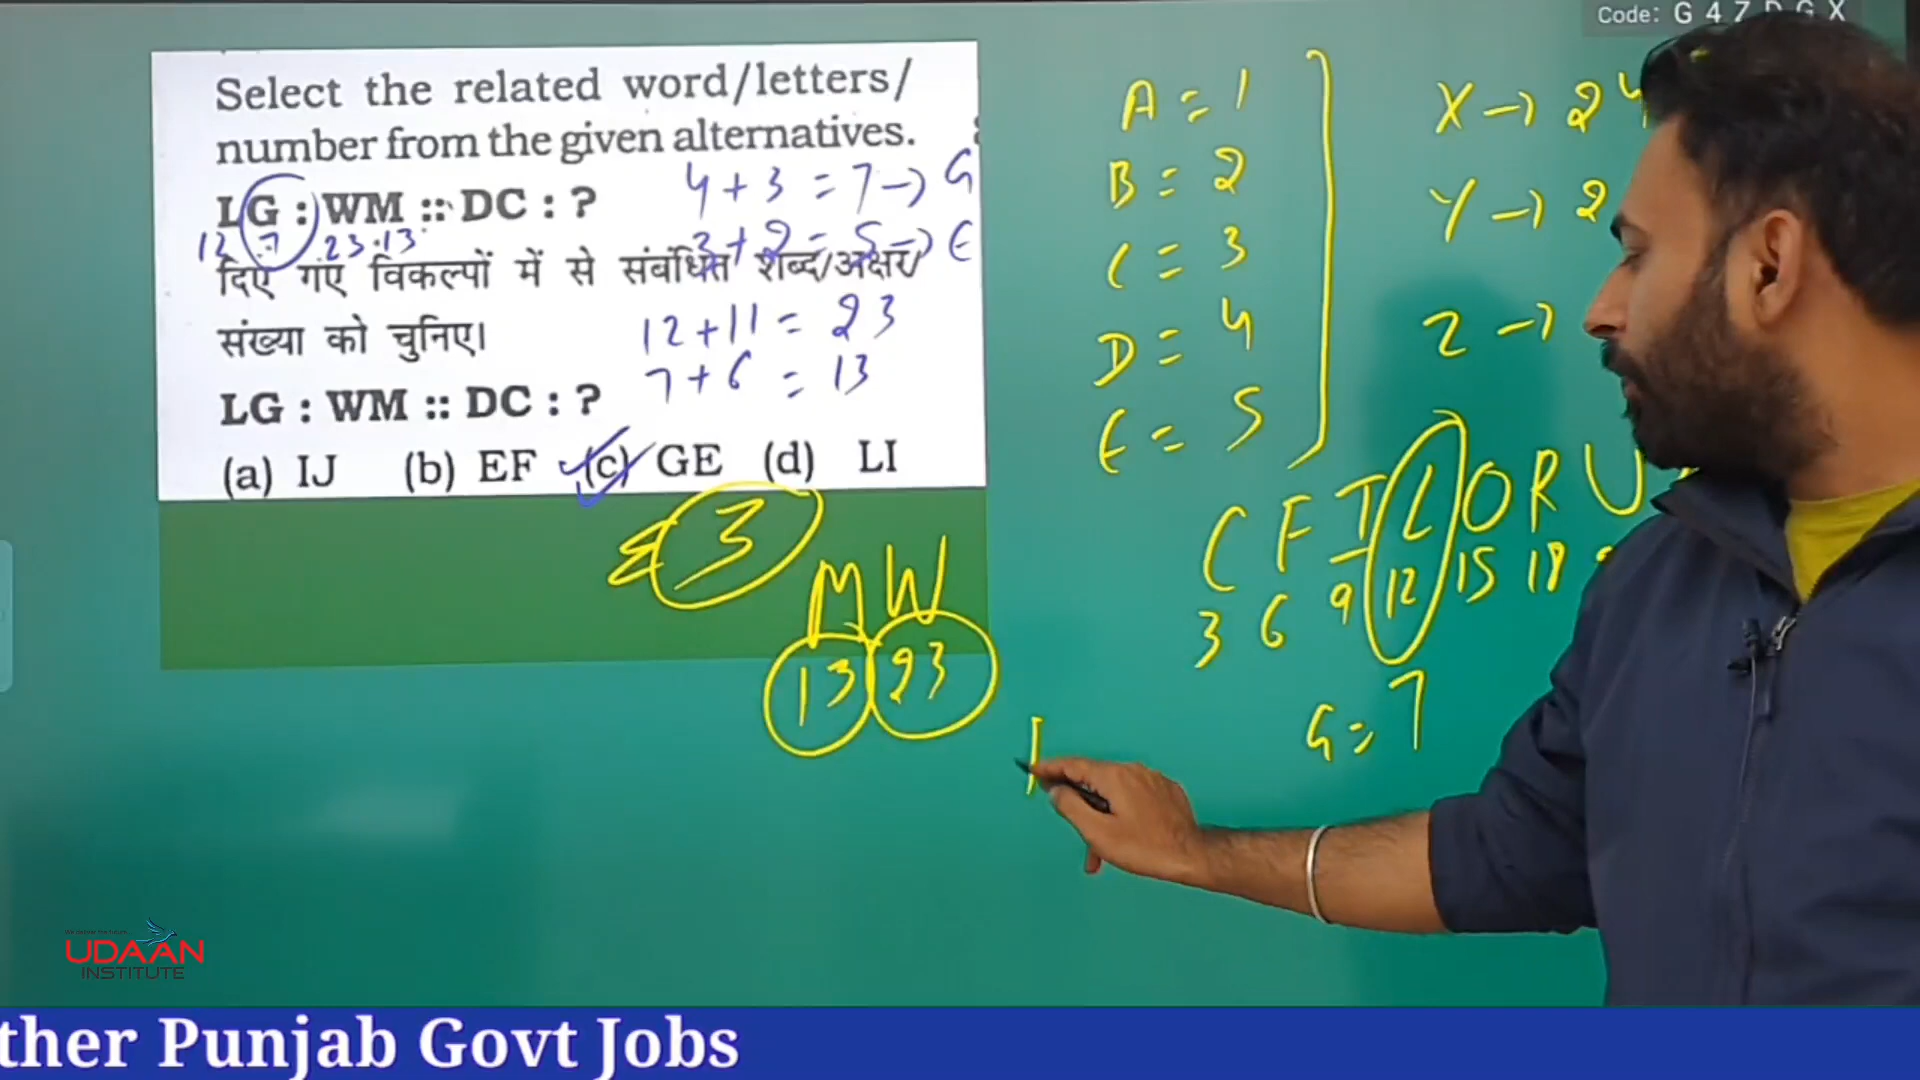 Code: G 4 7 D G X
Select the related word/letters/
number from the given alternatives.
LG : WM :: DC : ?
12 7 23 13
4 + 3 = 7 → G
3 + 2 = 5 → E
दिए गए विकल्पों में से संबंधित शब्द/अक्षर/
संख्या को चुनिए।
12 + 11 = 23
7 + 6 = 13
LG : WM :: DC : ?
(a) IJ (b) EF (c) GE (d) LI
3
M W
13 23
A = 1
B = 2
C = 3
D = 4
E = 5
X → 24
Y → 2
Z →
C F I L O R U
3 6 9 12 15 18
G = 7
UDAAN
INSTITUTE
ther Punjab Govt Jobs